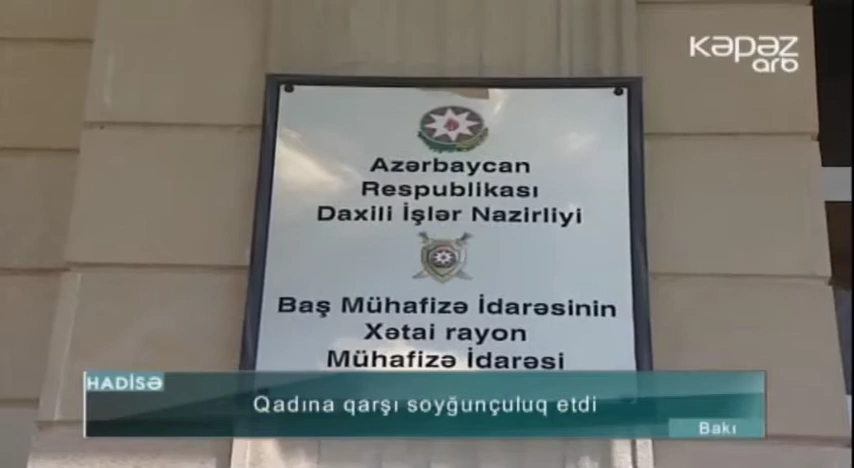 Kəpəz
arb
Azərbaycan
Respublikası
Daxili İşlər Nazirliyi
Baş Mühafizə İdarəsinin
Xətai rayon
Mühafizə İdarəsi
HADİSƏ
Qadına qarşı soyğunçuluq etdi
Bakı